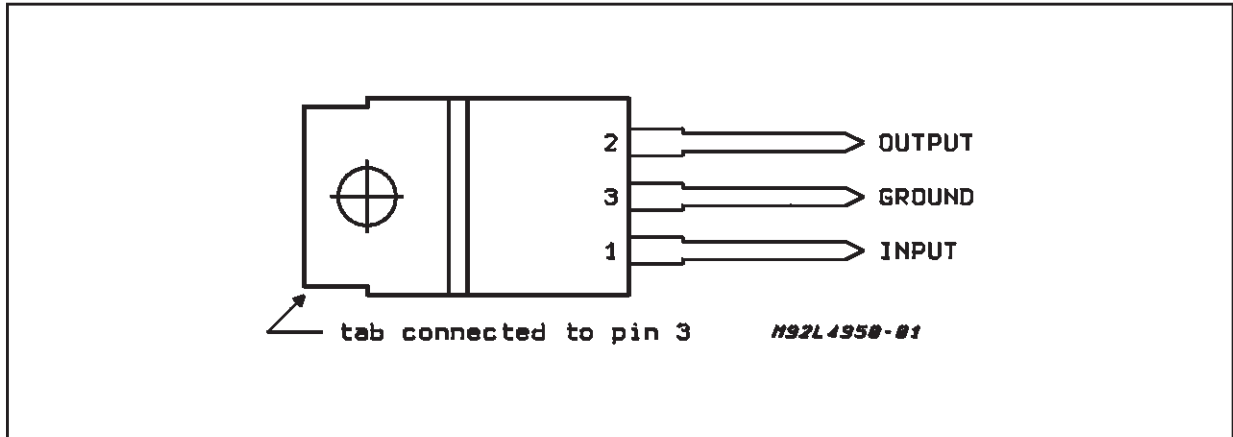 2 OUTPUT
3 GROUND
1 INPUT
tab connected to pin 3
M92L4950-01